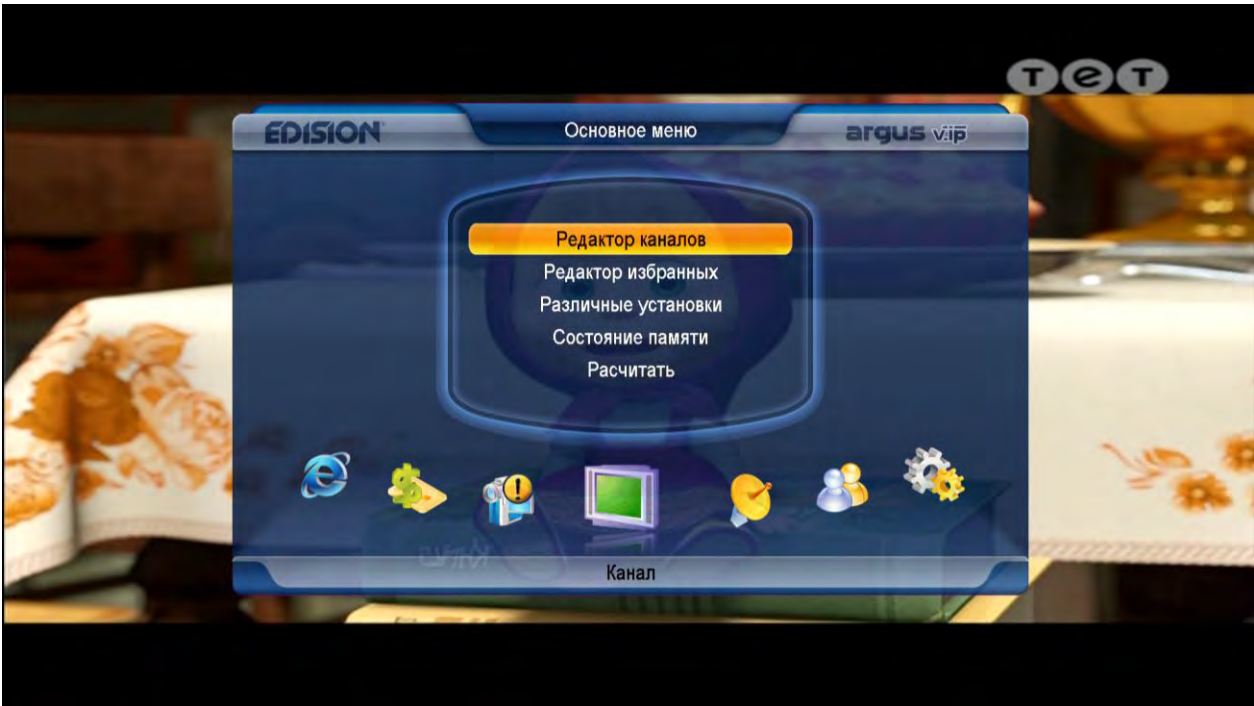 тет
EDISION
Основное меню
argus vip
Редактор каналов
Редактор избранных
Различные установки
Состояние памяти
Расчитать
Канал